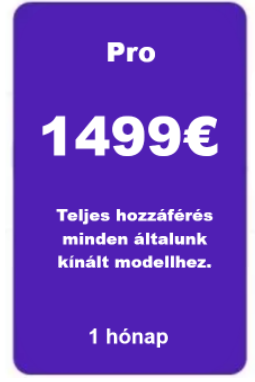 Pro
1499€
Teljes hozzáférés
minden általunk
kínált modellhez.
1 hónap